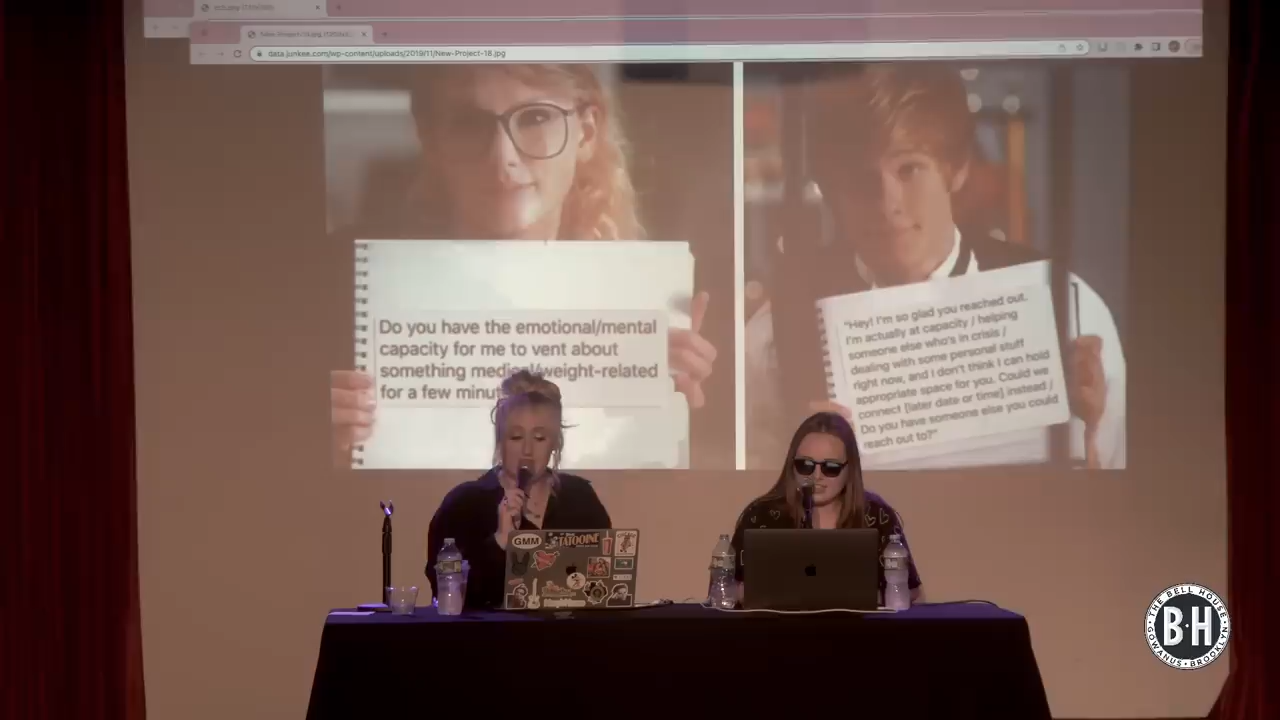 data.junkee.com/wp-content/uploads/2019/11/New-Project-18.jpg
Do you have the emotional/mental
capacity for me to vent about
something medical/weight-related
for a few
"Hey! I'm so glad you reached out.
I'm actually at capacity / helping
someone else who's in crisis /
dealing with some personal stuff
right now, and I don't think I can hold
appropriate space for you. Could we
connect [later date or time] instead /
Do you have someone else you could
reach out to?"
GMM
TATOOINE
THE BELL HOUSE
B·H
GOWANUS · BROOKLYN